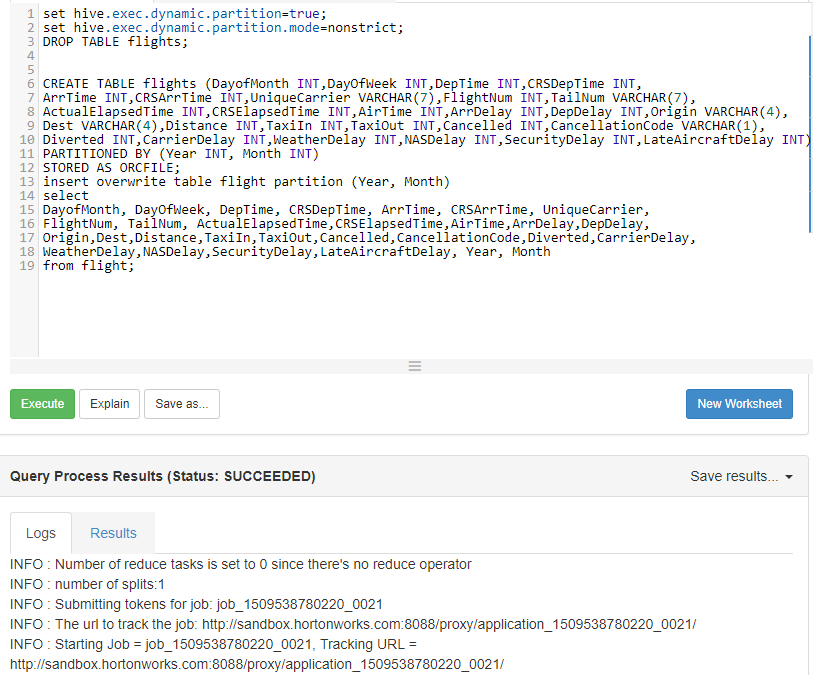 1 set hive.exec.dynamic.partition=true;
2 set hive.exec.dynamic.partition.mode=nonstrict;
3 DROP TABLE flights;
4
5
6 CREATE TABLE flights (DayofMonth INT,DayOfWeek INT,DepTime INT,CRSDepTime INT,
7 ArrTime INT,CRSArrTime INT,UniqueCarrier VARCHAR(7),FlightNum INT,TailNum VARCHAR(7),
8 ActualElapsedTime INT,CRSElapsedTime INT,AirTime INT,ArrDelay INT,DepDelay INT,Origin VARCHAR(4),
9 Dest VARCHAR(4),Distance INT,TaxiIn INT,TaxiOut INT,Cancelled INT,CancellationCode VARCHAR(1),
10 Diverted INT,CarrierDelay INT,WeatherDelay INT,NASDelay INT,SecurityDelay INT,LateAircraftDelay INT)
11 PARTITIONED BY (Year INT, Month INT)
12 STORED AS ORCFILE;
13 insert overwrite table flight partition (Year, Month)
14 select
15 DayofMonth, DayOfWeek, DepTime, CRSDepTime, ArrTime, CRSArrTime, UniqueCarrier,
16 FlightNum, TailNum, ActualElapsedTime,CRSElapsedTime,AirTime,ArrDelay,DepDelay,
17 Origin,Dest,Distance,TaxiIn,TaxiOut,Cancelled,CancellationCode,Diverted,CarrierDelay,
18 WeatherDelay,NASDelay,SecurityDelay,LateAircraftDelay, Year, Month
19 from flight;
Execute Explain Save as... New Worksheet
Query Process Results (Status: SUCCEEDED) Save results...
Logs Results
INFO : Number of reduce tasks is set to 0 since there's no reduce operator
INFO : number of splits:1
INFO : Submitting tokens for job: job_1509538780220_0021
INFO : The url to track the job: http://sandbox.hortonworks.com:8088/proxy/application_1509538780220_0021/
INFO : Starting Job = job_1509538780220_0021, Tracking URL =
http://sandbox.hortonworks.com:8088/proxy/application_1509538780220_0021/